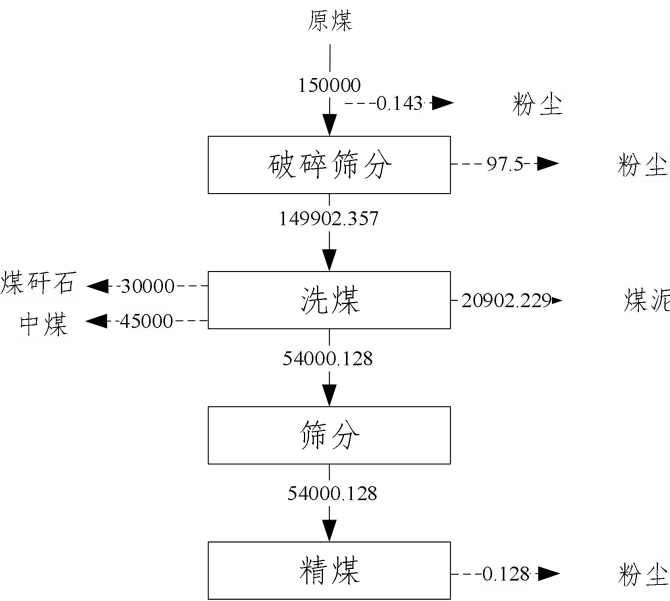 原煤
150000
0.143
粉尘
破碎筛分
97.5
粉尘
149902.357
煤矸石
30000
洗煤
20902.229
煤泥
中煤
45000
54000.128
筛分
54000.128
精煤
0.128
粉尘